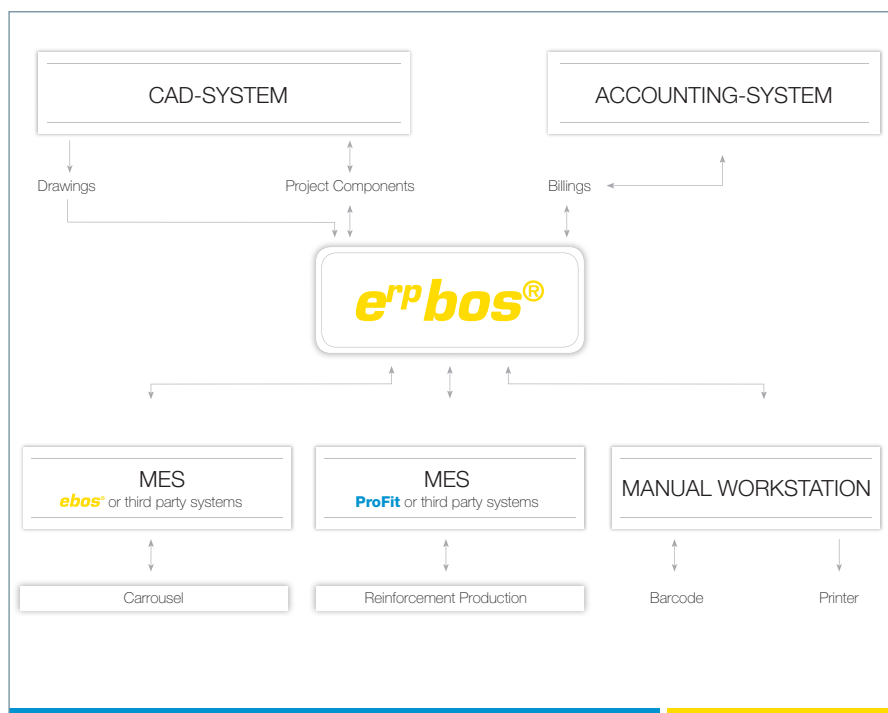 CAD-SYSTEM
ACCOUNTING-SYSTEM
Drawings
Project Components
Billings
erpbos®
MES
ebos® or third party systems
MES
ProFit or third party systems
MANUAL WORKSTATION
Carrousel
Reinforcement Production
Barcode
Printer